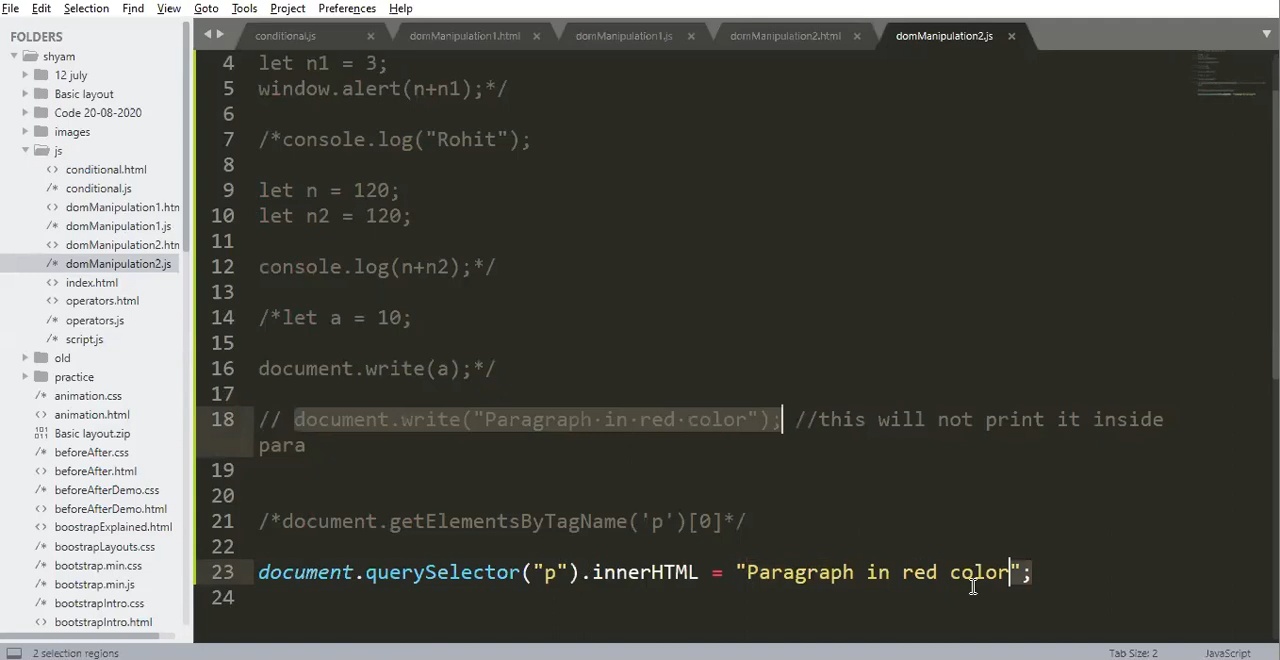 File Edit Selection Find View Goto Tools Project Preferences Help
FOLDERS
shyam
12 july
Basic layout
Code 20-08-2020
images
js
conditional.html
conditional.js
domManipulation1.htn
domManipulation1.js
domManipulation2.htn
domManipulation2.js
index.html
operators.html
operators.js
script.js
old
practice
animation.css
animation.html
Basic layout.zip
beforeAfter.css
beforeAfter.html
beforeAfterDemo.css
beforeAfterDemo.html
boostrapExplained.html
boostrapLayouts.css
bootstrap.min.css
bootstrap.min.js
bootstrapIntro.css
bootstrapIntro.html
conditional.js × domManipulation1.html × domManipulation1.js × domManipulation2.html × domManipulation2.js ×
4 let n1 = 3;
5 window.alert(n+n1);*/
6
7 /*console.log("Rohit");
8
9 let n = 120;
10 let n2 = 120;
11
12 console.log(n+n2);*/
13
14 /*let a = 10;
15
16 document.write(a);*/
17
18 // document.write("Paragraph·in·red·color"); //this will not print it inside
para
19
20
21 /*document.getElementsByTagName('p')[0]*/
22
23 document.querySelector("p").innerHTML = "Paragraph in red color";
24
2 selection regions Tab Size: 2 JavaScript